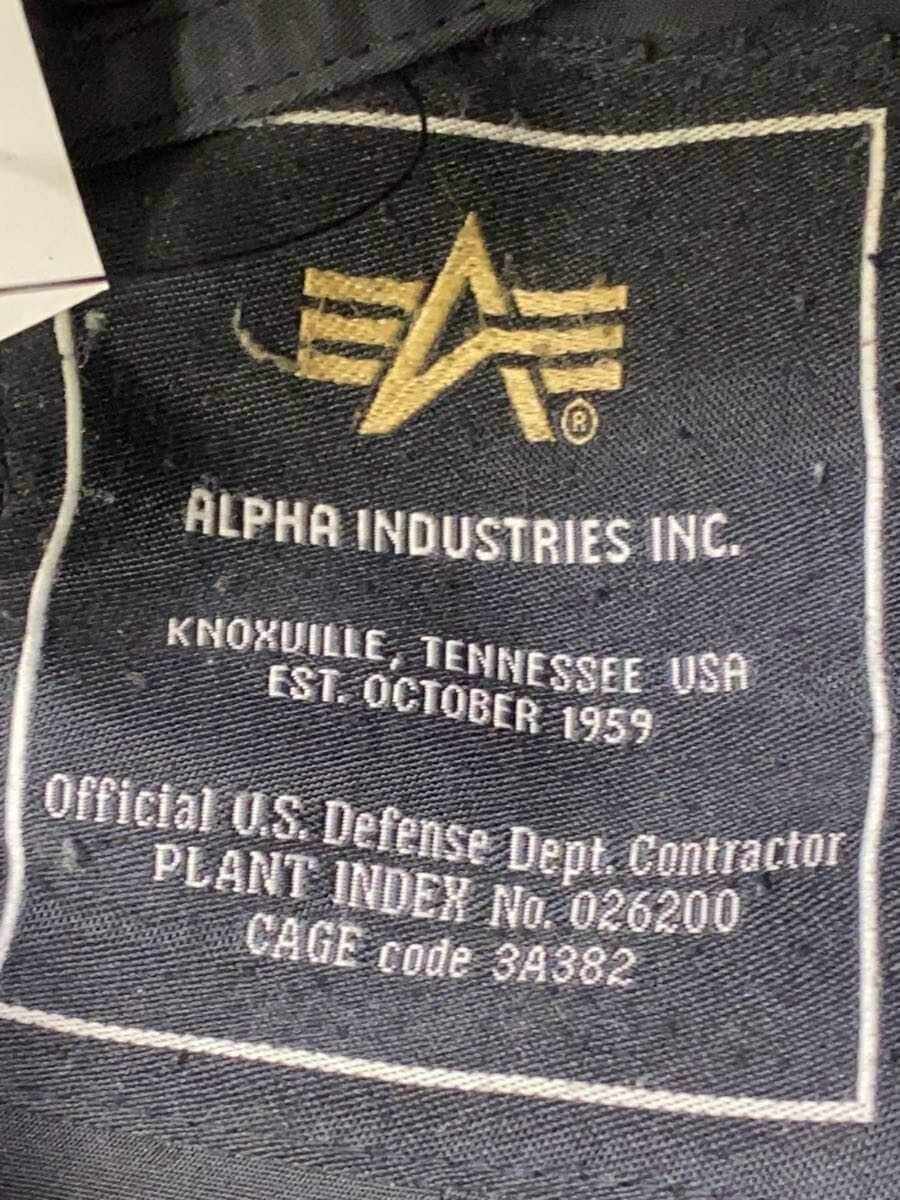 ®
ALPHA INDUSTRIES INC.
KNOXVILLE, TENNESSEE USA
EST. OCTOBER 1959
Official U.S. Defense Dept. Contractor
PLANT INDEX No. 026200
CAGE code 3A382